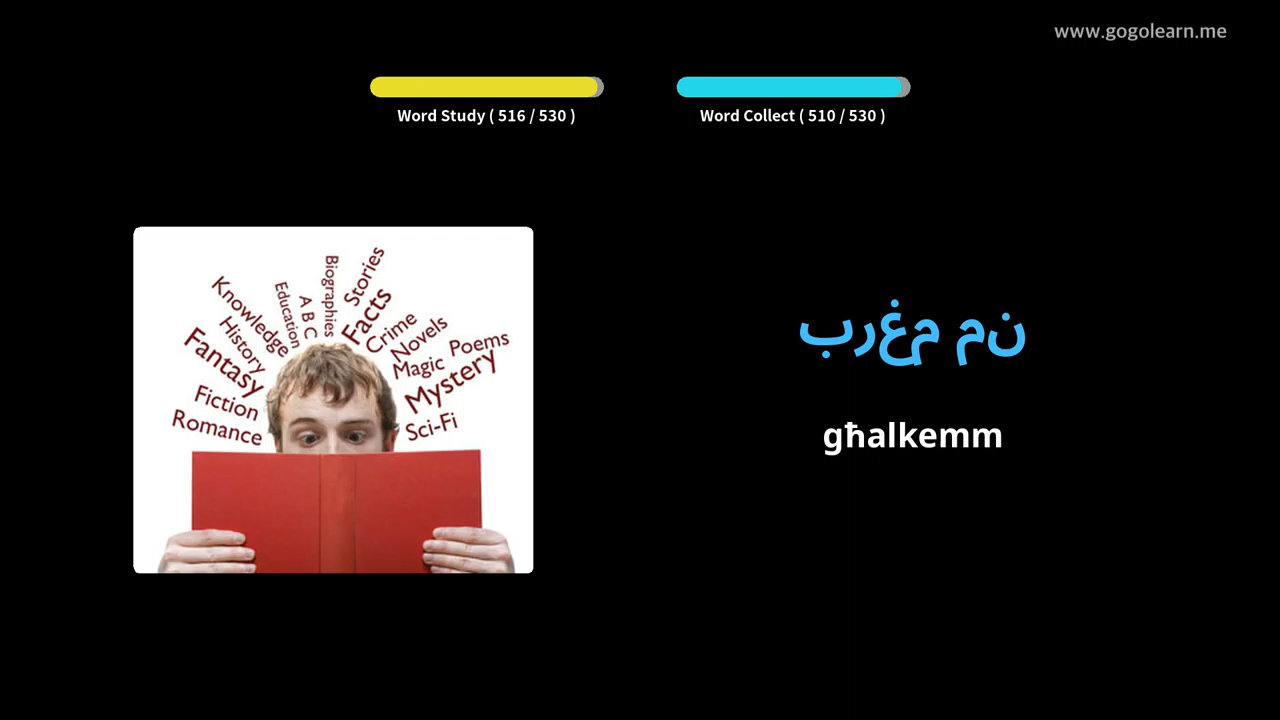 www.gogolearn.me
Word Study ( 516 / 530 )
Word Collect ( 510 / 530 )
Knowledge
Education
A B C
Biographies
Stories
Facts
History
Crime
Novels
Fantasy
Magic
Poems
Mystery
Fiction
Romance
Sci-Fi
برغم من
għalkemm